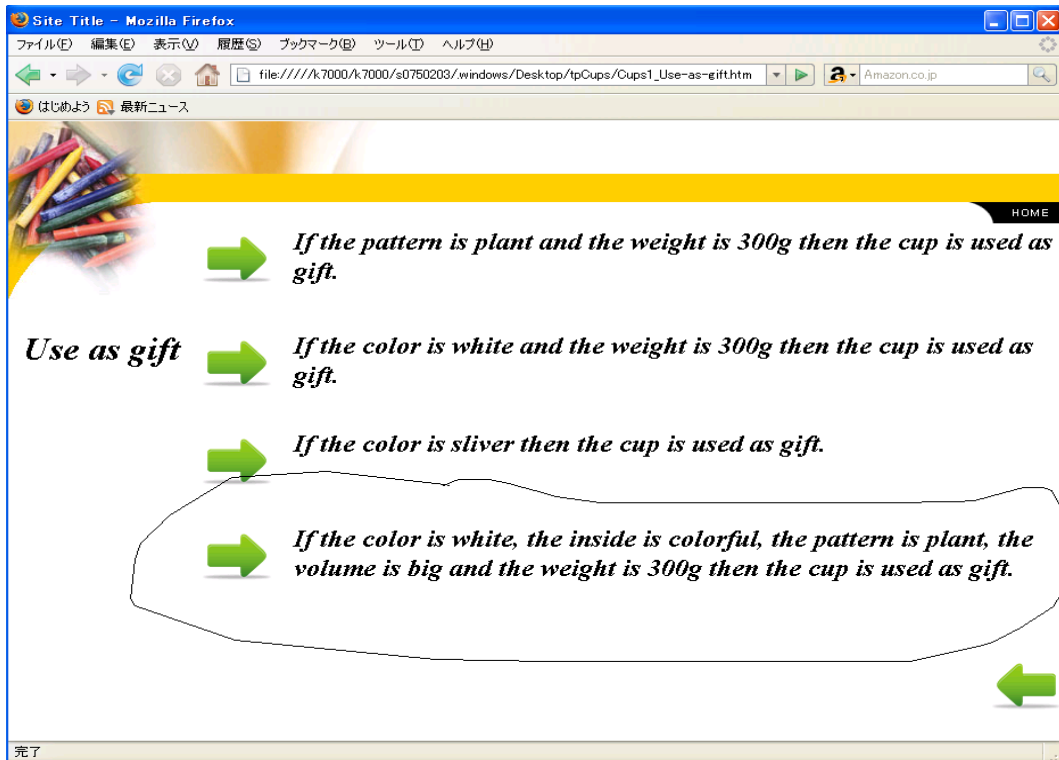 Site Title - Mozilla Firefox
ファイル(F) 編集(E) 表示(V) 履歴(S) ブックマーク(B) ツール(T) ヘルプ(H)
file://///k7000/k7000/s0750203/.windows/Desktop/tpCups/Cups1_Use-as-gift.htm
Amazon.co.jp
はじめよう 最新ニュース
HOME
If the pattern is plant and the weight is 300g then the cup is used as
gift.
Use as gift
If the color is white and the weight is 300g then the cup is used as
gift.
If the color is sliver then the cup is used as gift.
If the color is white, the inside is colorful, the pattern is plant, the
volume is big and the weight is 300g then the cup is used as gift.
完了